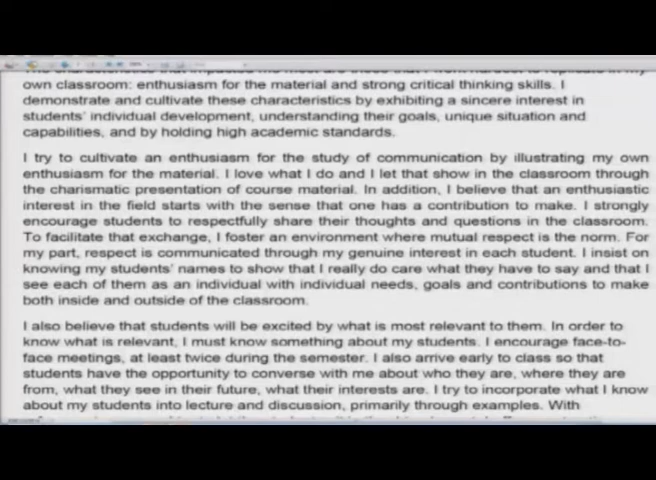 own classroom: enthusiasm for the material and strong critical thinking skills. I
demonstrate and cultivate these characteristics by exhibiting a sincere interest in
students' individual development, understanding their goals, unique situation and
capabilities, and by holding high academic standards.
I try to cultivate an enthusiasm for the study of communication by illustrating my own
enthusiasm for the material. I love what I do and I let that show in the classroom through
the charismatic presentation of course material. In addition, I believe that an enthusiastic
interest in the field starts with the sense that one has a contribution to make. I strongly
encourage students to respectfully share their thoughts and questions in the classroom.
To facilitate that exchange, I foster an environment where mutual respect is the norm. For
my part, respect is communicated through my genuine interest in each student. I insist on
knowing my students' names to show that I really do care what they have to say and that I
see each of them as an individual with individual needs, goals and contributions to make
both inside and outside of the classroom.
I also believe that students will be excited by what is most relevant to them. In order to
know what is relevant, I must know something about my students. I encourage face-to-
face meetings, at least twice during the semester. I also arrive early to class so that
students have the opportunity to converse with me about who they are, where they are
from, what they see in their future, what their interests are. I try to incorporate what I know
about my students into lecture and discussion, primarily through examples. With